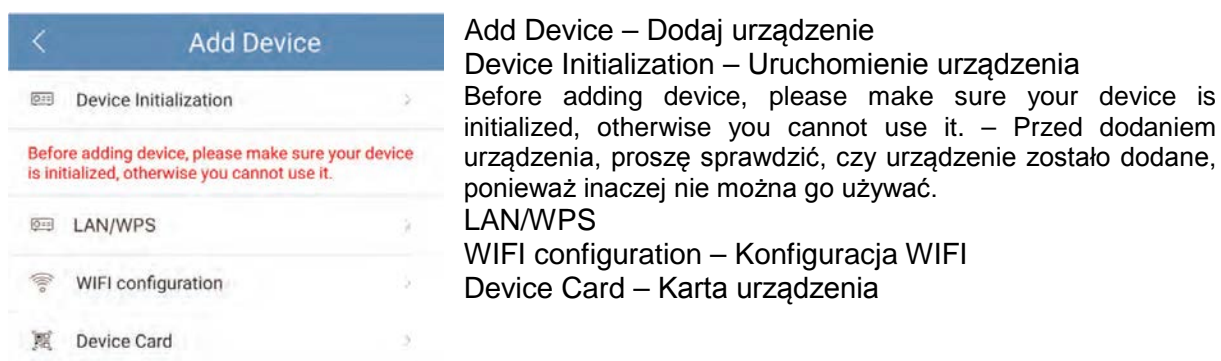 Add Device
Device Initialization
Before adding device, please make sure your device
is initialized, otherwise you cannot use it.
LAN/WPS
WIFI configuration
Device Card
Add Device – Dodaj urządzenie
Device Initialization – Uruchomienie urządzenia
Before adding device, please make sure your device is
initialized, otherwise you cannot use it. – Przed dodaniem
urządzenia, proszę sprawdzić, czy urządzenie zostało dodane,
ponieważ inaczej nie można go używać.
LAN/WPS
WIFI configuration – Konfiguracja WIFI
Device Card – Karta urządzenia